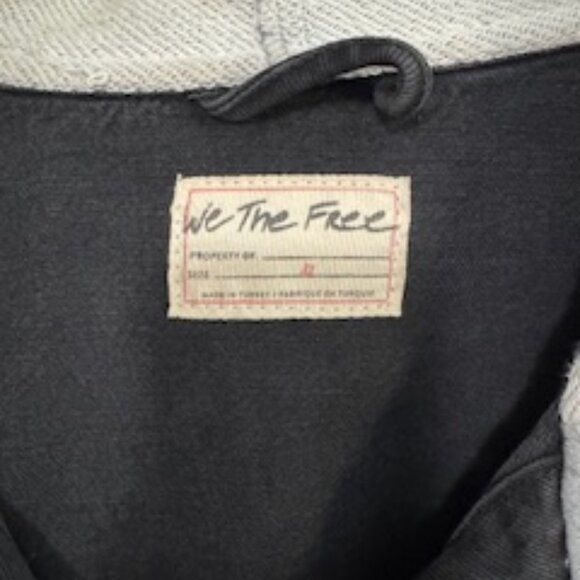 We The Free
PROPERTY OF:
SIZE
MADE IN TURKEY / FABRIQUÉ EN TURQUIE